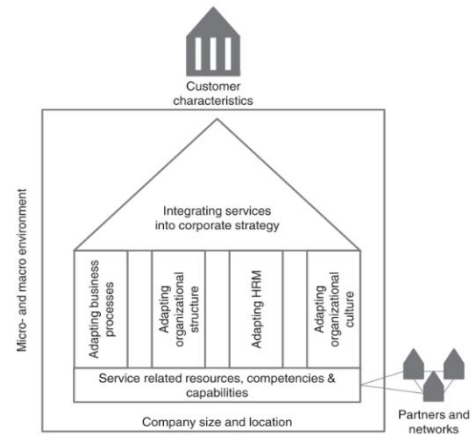 Customer
characteristics
Micro- and macro environment
Integrating services
into corporate strategy
Adapting business
processes
Adapting
organizational
structure
Adapting HRM
Adapting
organizational
culture
Service related resources, competencies &
capabilities
Company size and location
Partners and
networks